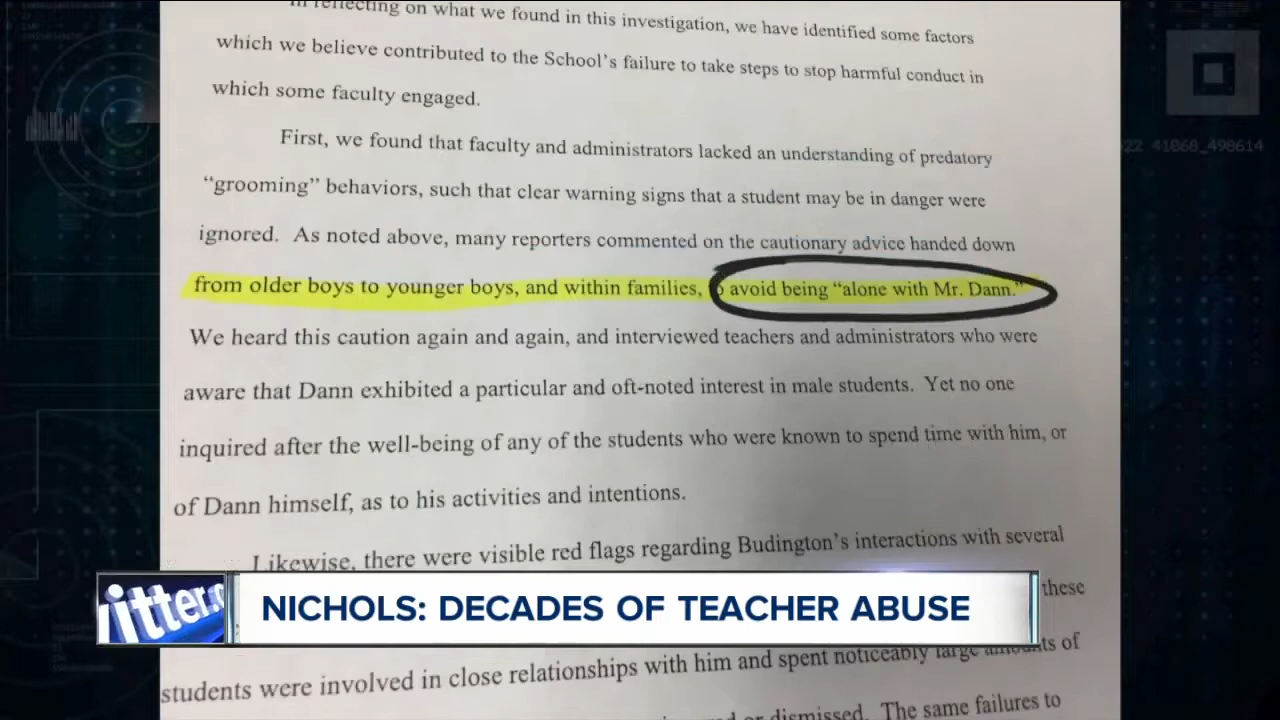 In reflecting on what we found in this investigation, we have identified some factors
which we believe contributed to the School's failure to take steps to stop harmful conduct in
which some faculty engaged.
First, we found that faculty and administrators lacked an understanding of predatory
"grooming" behaviors, such that clear warning signs that a student may be in danger were
ignored. As noted above, many reporters commented on the cautionary advice handed down
from older boys to younger boys, and within families, to avoid being "alone with Mr. Dann."
We heard this caution again and again, and interviewed teachers and administrators who were
aware that Dann exhibited a particular and oft-noted interest in male students. Yet no one
inquired after the well-being of any of the students who were known to spend time with him, or
of Dann himself, as to his activities and intentions.
Likewise, there were visible red flags regarding Budington's interactions with several
these
students were involved in close relationships with him and spent noticeably large amounts of
or dismissed. The same failures to
41068_498614
itter.c
NICHOLS: DECADES OF TEACHER ABUSE